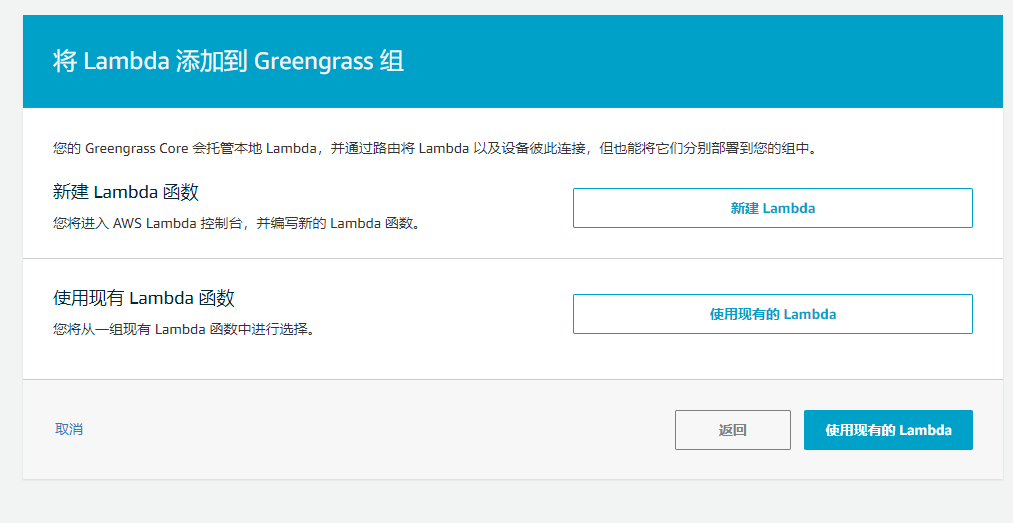 将 Lambda 添加到 Greengrass 组
您的 Greengrass Core 会托管本地 Lambda，并通过路由将 Lambda 以及设备彼此连接，但也能将它们分别部署到您的组中。
新建 Lambda 函数
您将进入 AWS Lambda 控制台，并编写新的 Lambda 函数。
新建 Lambda
使用现有 Lambda 函数
您将从一组现有 Lambda 函数中进行选择。
使用现有的 Lambda
取消
返回
使用现有的 Lambda